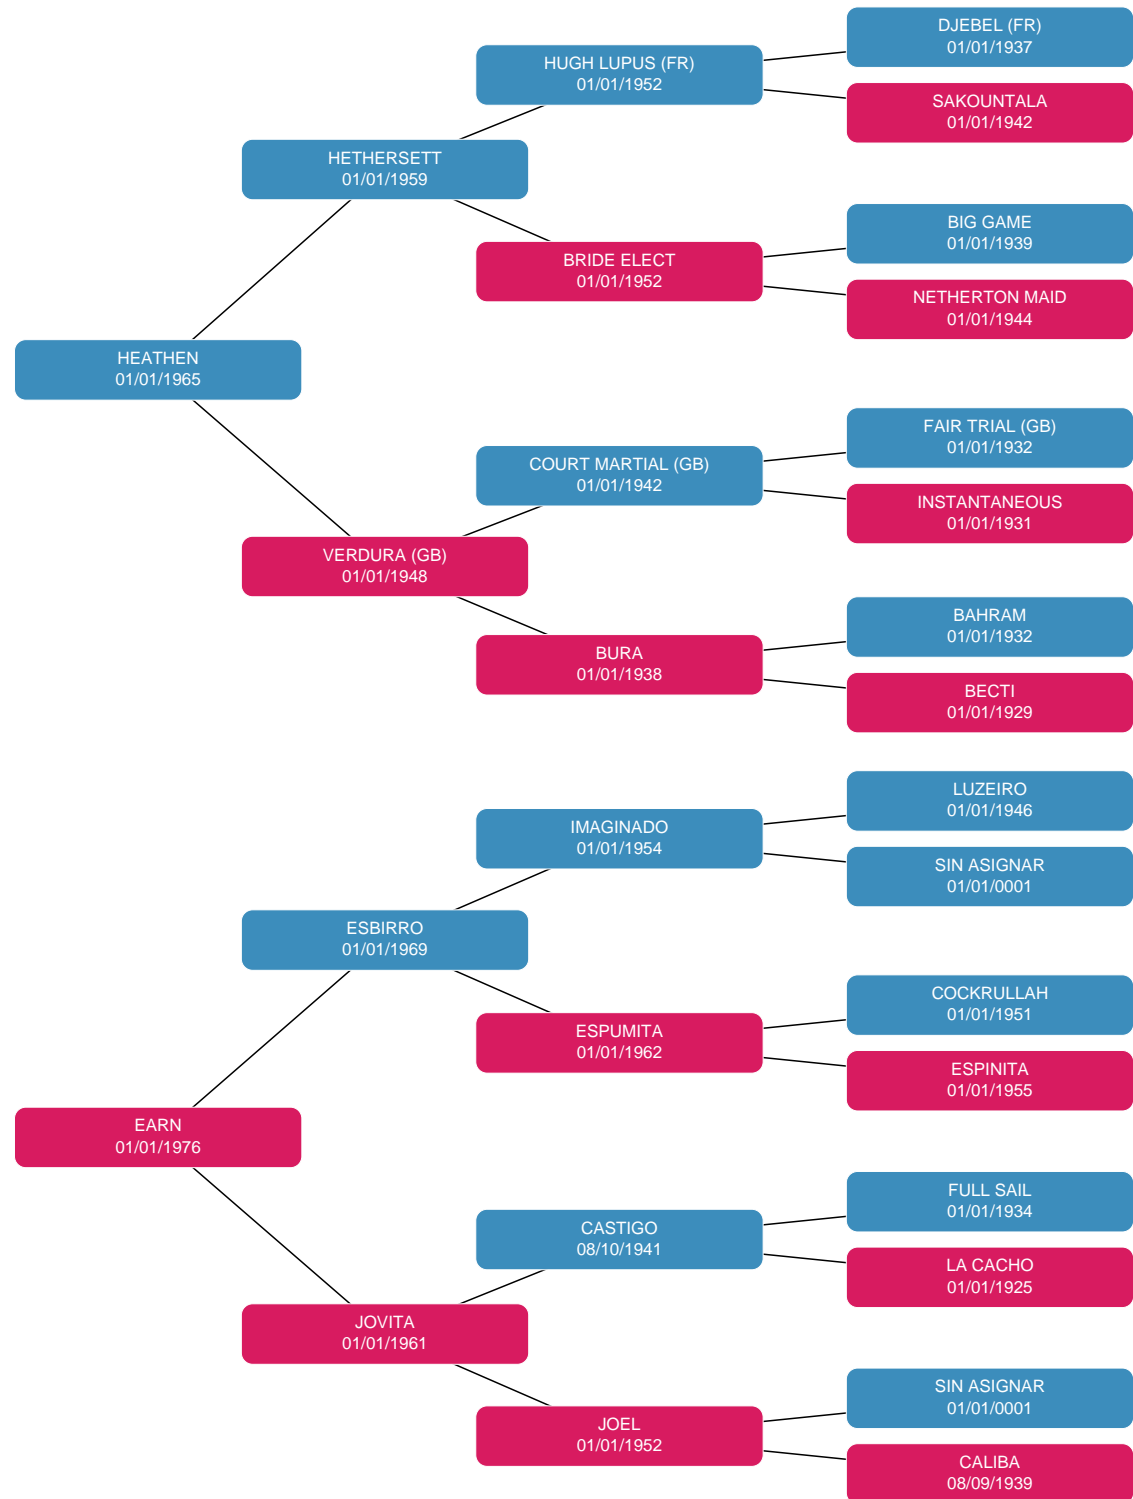 DJEBEL (FR)
01/01/1937
HUGH LUPUS (FR)
01/01/1952
SAKOUNTALA
01/01/1942
HETHERSETT
01/01/1959
BIG GAME
01/01/1939
BRIDE ELECT
01/01/1952
NETHERTON MAID
01/01/1944
HEATHEN
01/01/1965
FAIR TRIAL (GB)
01/01/1932
COURT MARTIAL (GB)
01/01/1942
INSTANTANEOUS
01/01/1931
VERDURA (GB)
01/01/1948
BAHRAM
01/01/1932
BURA
01/01/1938
BECTI
01/01/1929
LUZEIRO
01/01/1946
IMAGINADO
01/01/1954
SIN ASIGNAR
01/01/0001
ESBIRRO
01/01/1969
COCKRULLAH
01/01/1951
ESPUMITA
01/01/1962
ESPINITA
01/01/1955
EARN
01/01/1976
FULL SAIL
01/01/1934
CASTIGO
08/10/1941
LA CACHO
01/01/1925
JOVITA
01/01/1961
SIN ASIGNAR
01/01/0001
JOEL
01/01/1952
CALIBA
08/09/1939